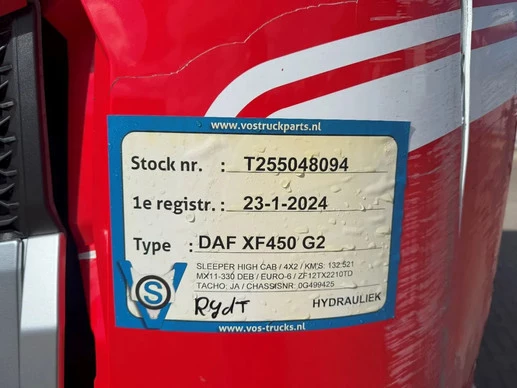 www.vostruckparts.nl
Stock nr. : T255048094
1e registr.: 23-1-2024
Type : DAF XF450 G2
SLEEPER HIGH CAB / 4X2 / KM'S: 132.521
MX11-330 DEB / EURO-6 / ZF12TX2210TD
TACHO: JA / CHASSISNR: 0G499425
VOS
Rydt
HYDRAULIEK
www.vos-trucks.nl